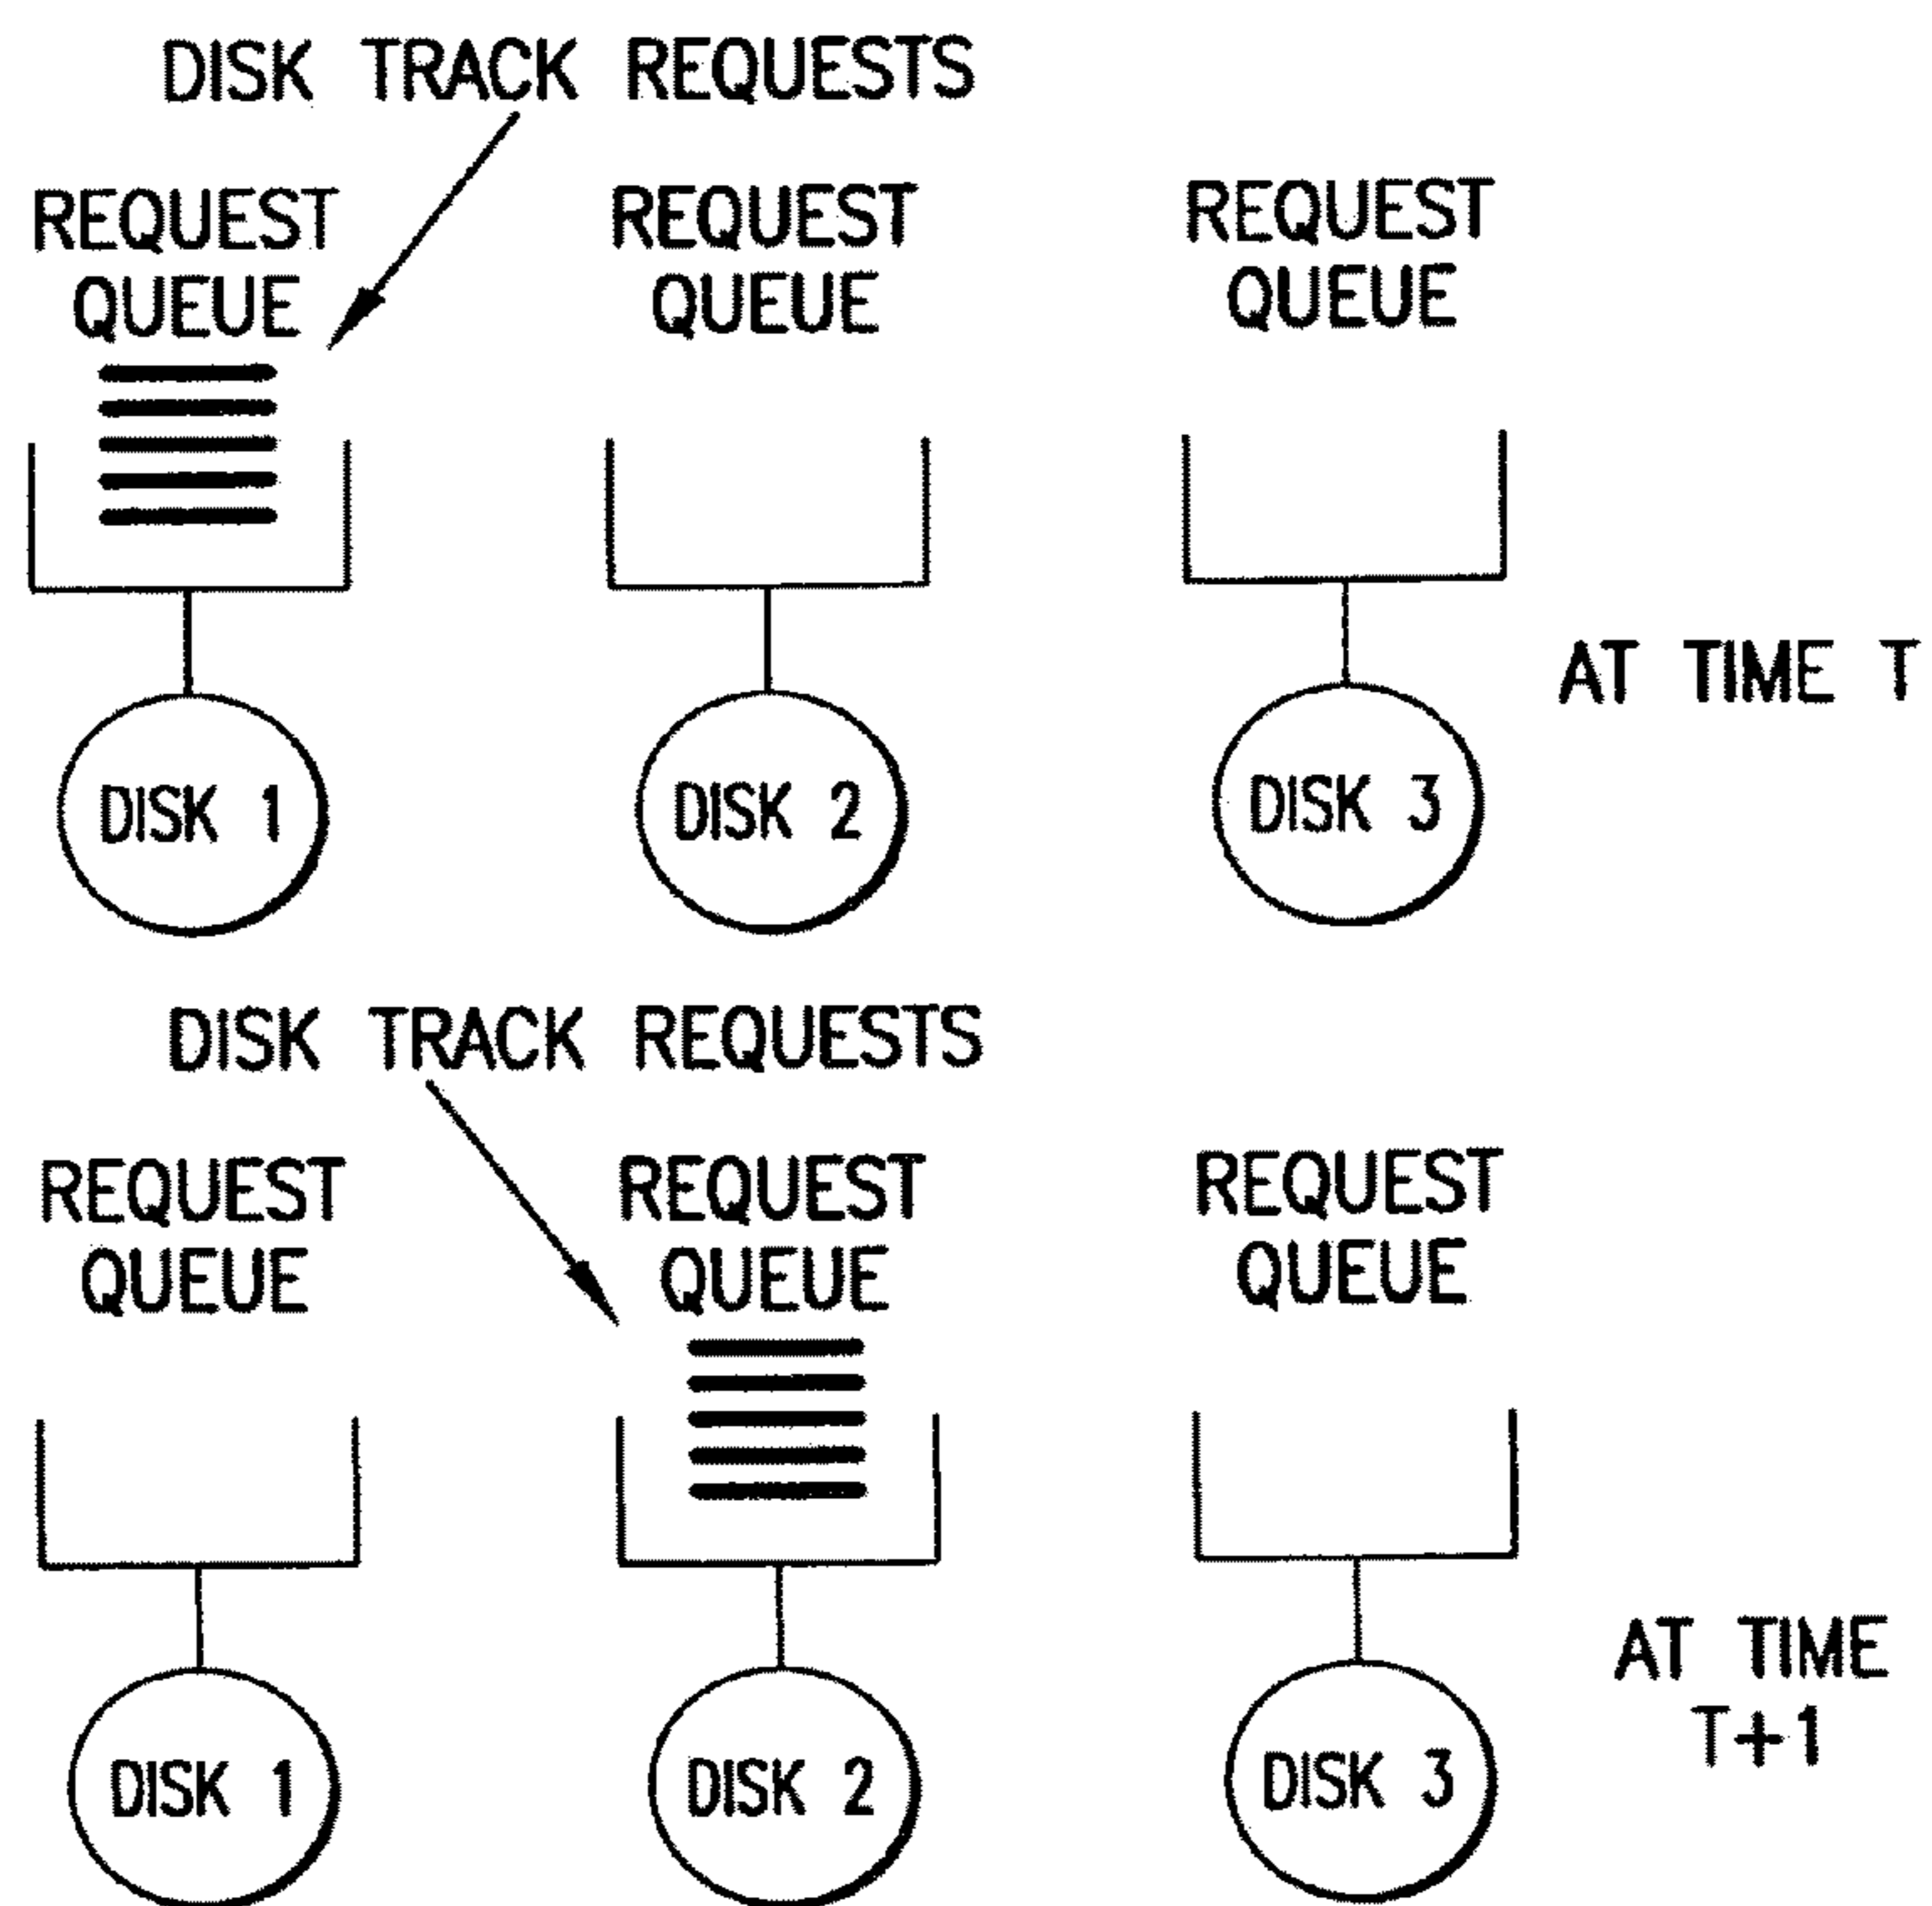 DISK TRACK REQUESTS
REQUEST
QUEUE
REQUEST
QUEUE
REQUEST
QUEUE
AT TIME T
DISK 1
DISK 2
DISK 3
DISK TRACK REQUESTS
REQUEST
QUEUE
REQUEST
QUEUE
REQUEST
QUEUE
AT TIME
T+1
DISK 1
DISK 2
DISK 3